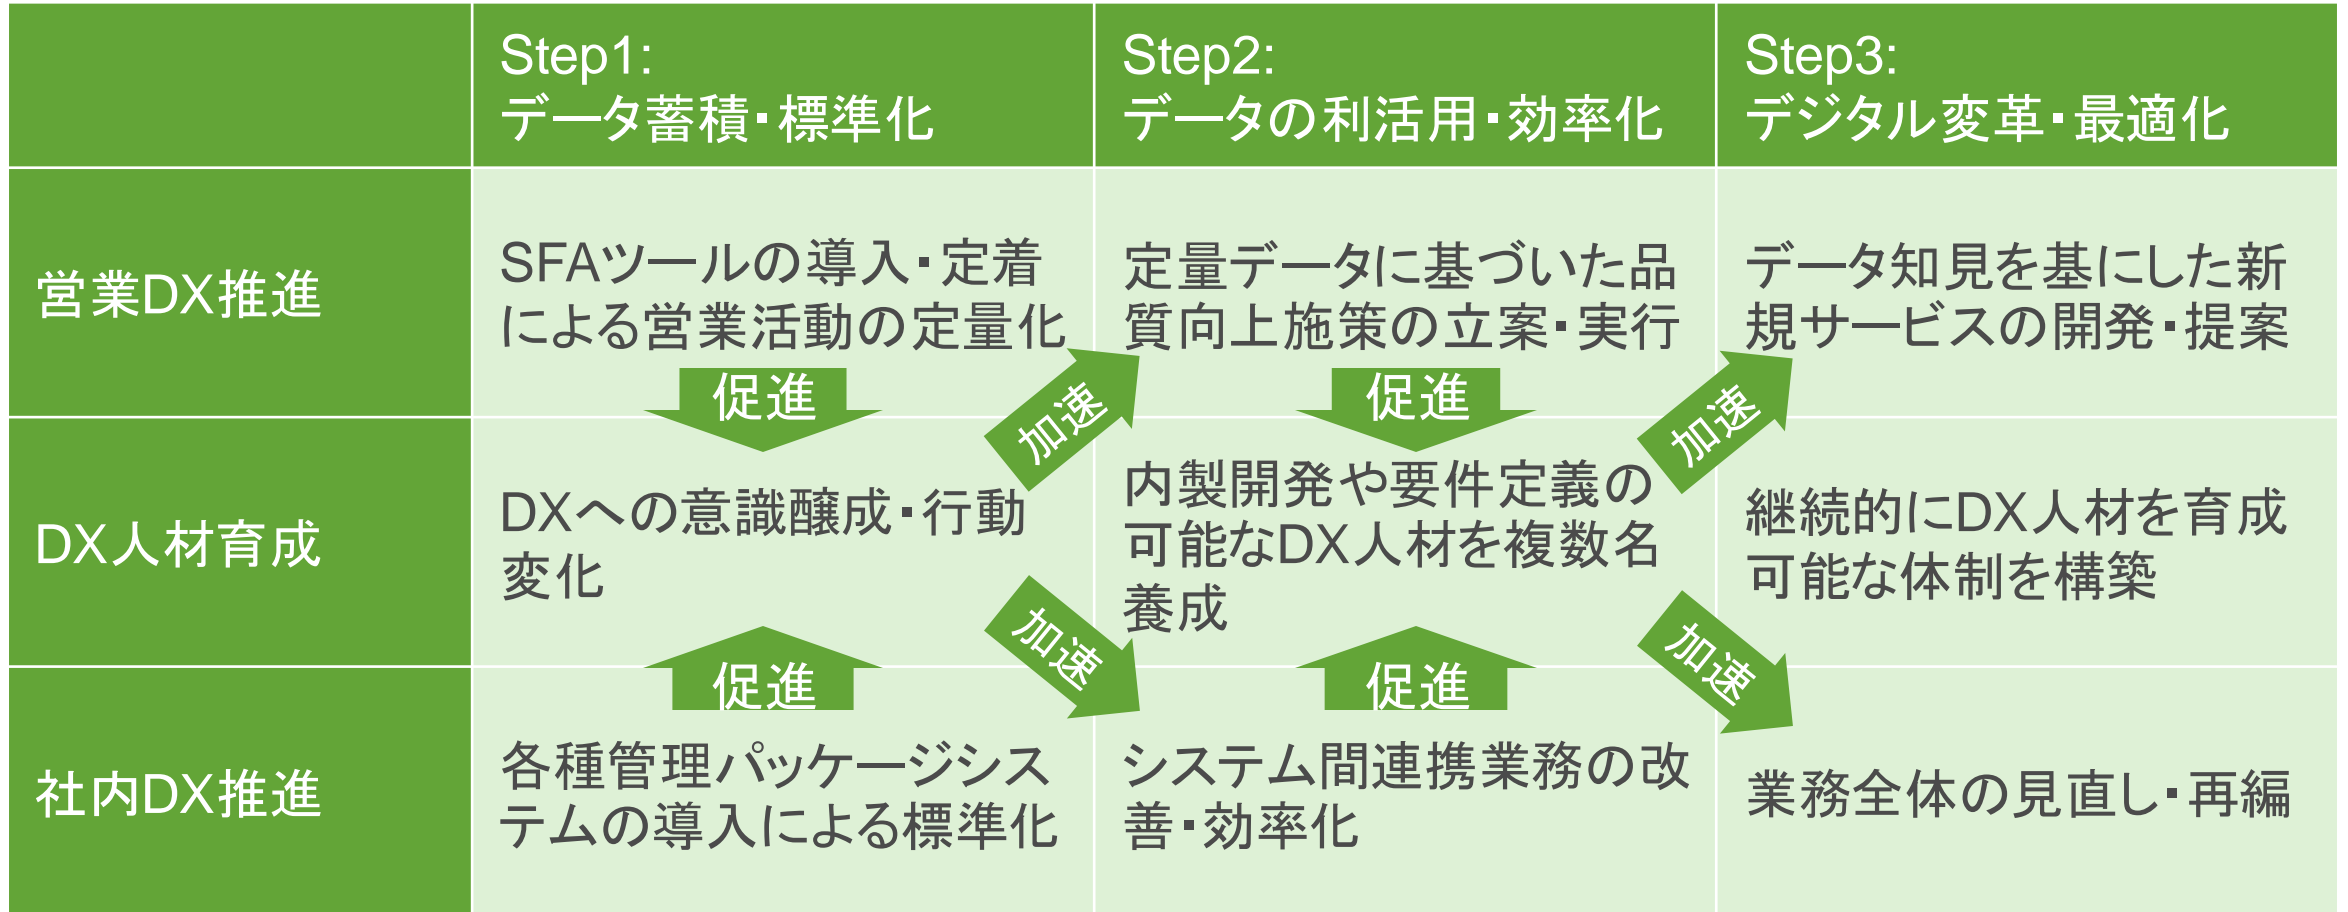 Step1:
データ蓄積・標準化
Step2:
データの利活用・効率化
Step3:
デジタル変革・最適化
営業DX推進
SFAツールの導入・定着
による営業活動の定量化
定量データに基づいた品
質向上施策の立案・実行
データ知見を基にした新
規サービスの開発・提案
促進
加速
促進
加速
DX人材育成
DXへの意識醸成・行動
変化
内製開発や要件定義の
可能なDX人材を複数名
養成
継続的にDX人材を育成
可能な体制を構築
促進
加速
促進
加速
社内DX推進
各種管理パッケージシス
テムの導入による標準化
システム間連携業務の改
善・効率化
業務全体の見直し・再編